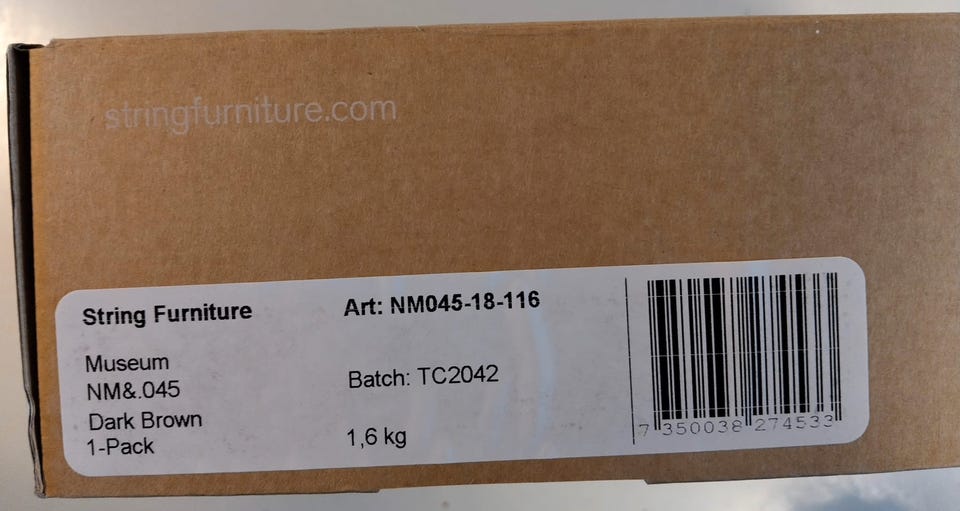 stringfurniture.com
String Furniture
Art: NM045-18-116
Museum
NM&.045
Batch: TC2042
Dark Brown
1-Pack
1,6 kg
7 350038 274533